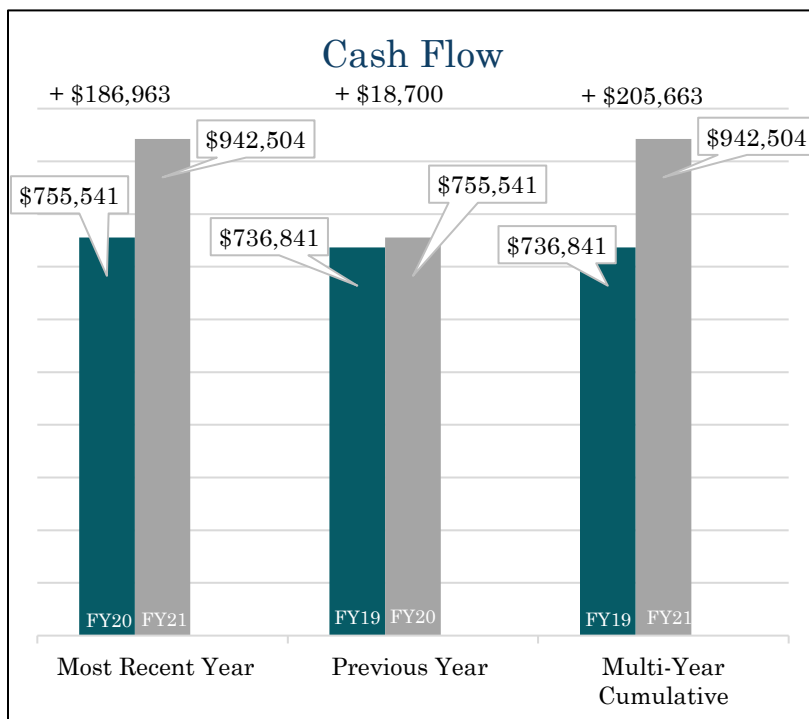 Cash Flow
+ $186,963
+ $18,700
+ $205,663
$942,504
$942,504
$755,541
$755,541
$736,841
$736,841
FY20
FY21
FY19
FY20
FY19
FY21
Most Recent Year
Previous Year
Multi-Year
Cumulative